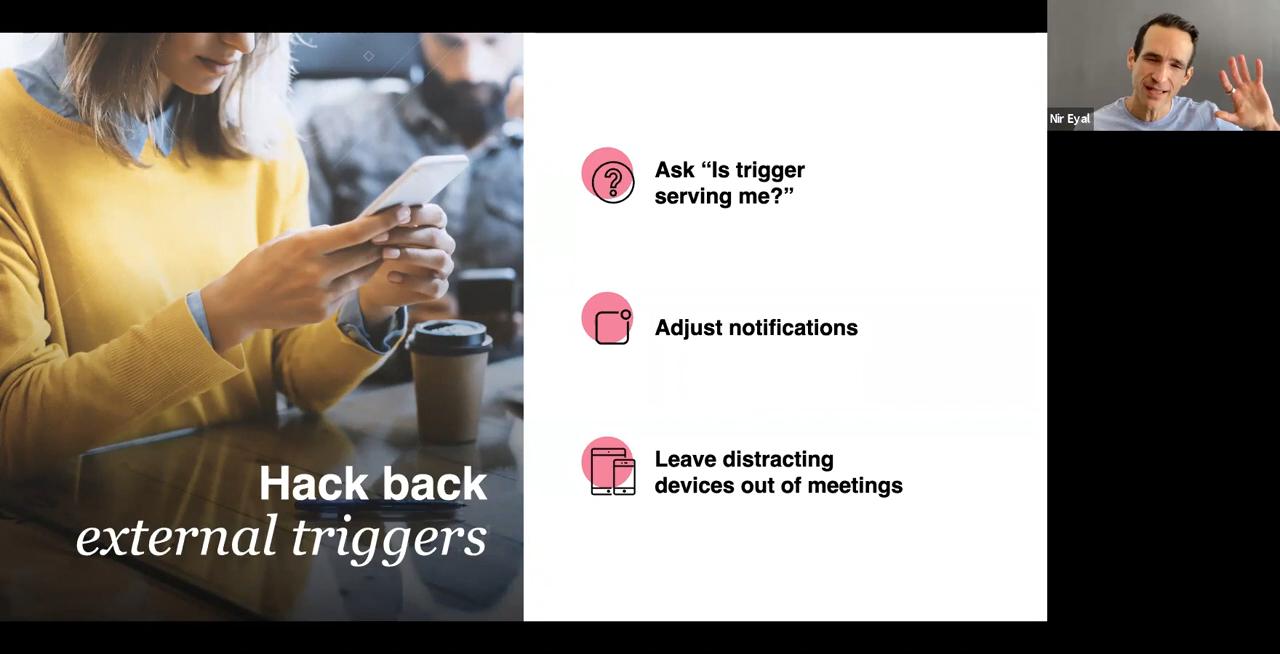 Hack back
external triggers
Ask “Is trigger
serving me?”
Adjust notifications
Leave distracting
devices out of meetings
Nir Eyal